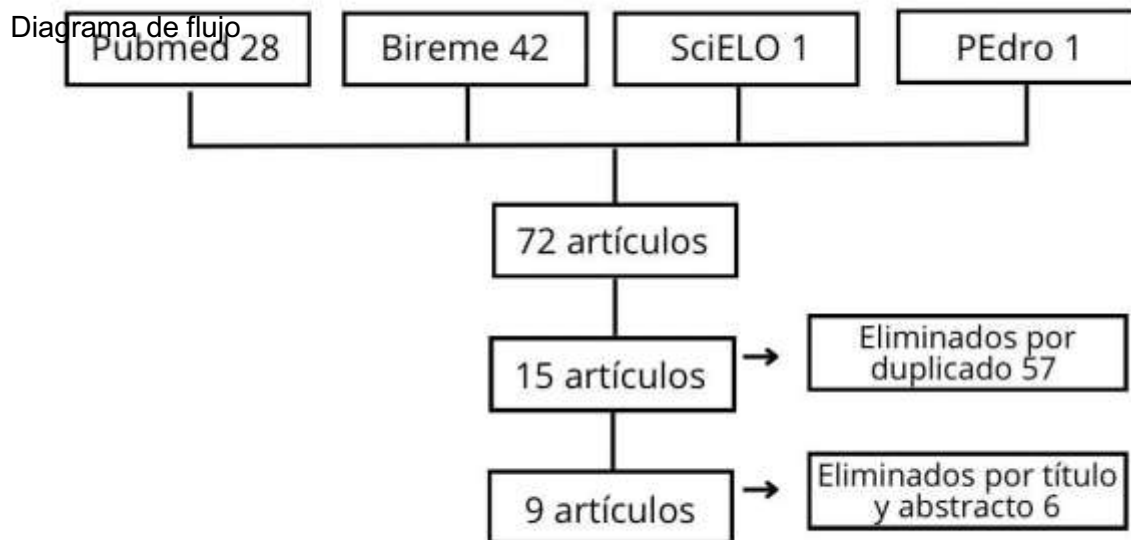 Diagrama de flujo
Pubmed 28
Bireme 42
SciELO 1
PEdro 1
72 artículos
15 artículos
Eliminados por
duplicado 57
9 artículos
Eliminados por título
y abstracto 6